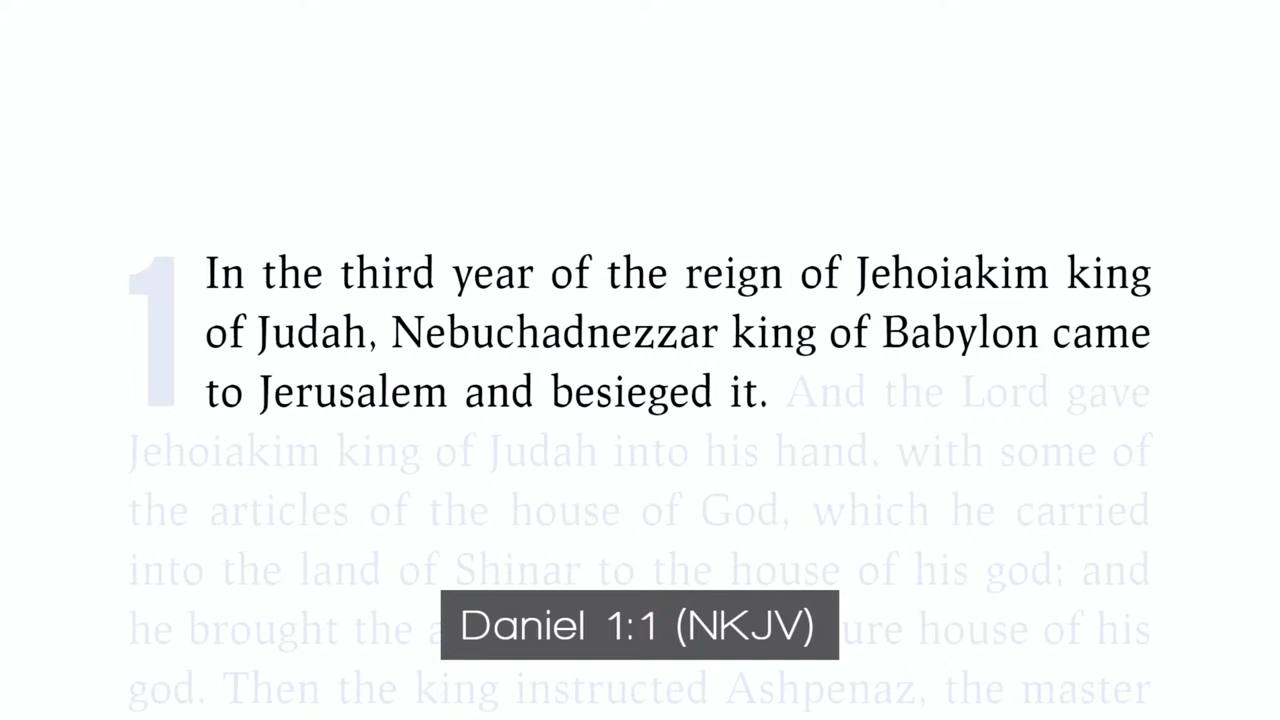 1
In the third year of the reign of Jehoiakim king
of Judah, Nebuchadnezzar king of Babylon came
to Jerusalem and besieged it. And the Lord gave
Jehoiakim king of Judah into his hand, with some of
the articles of the house of God, which he carried
into the land of Shinar to the house of his god; and
he brought the ure house of his
Daniel 1:1 (NKJV)
god. Then the king instructed Ashpenaz, the master